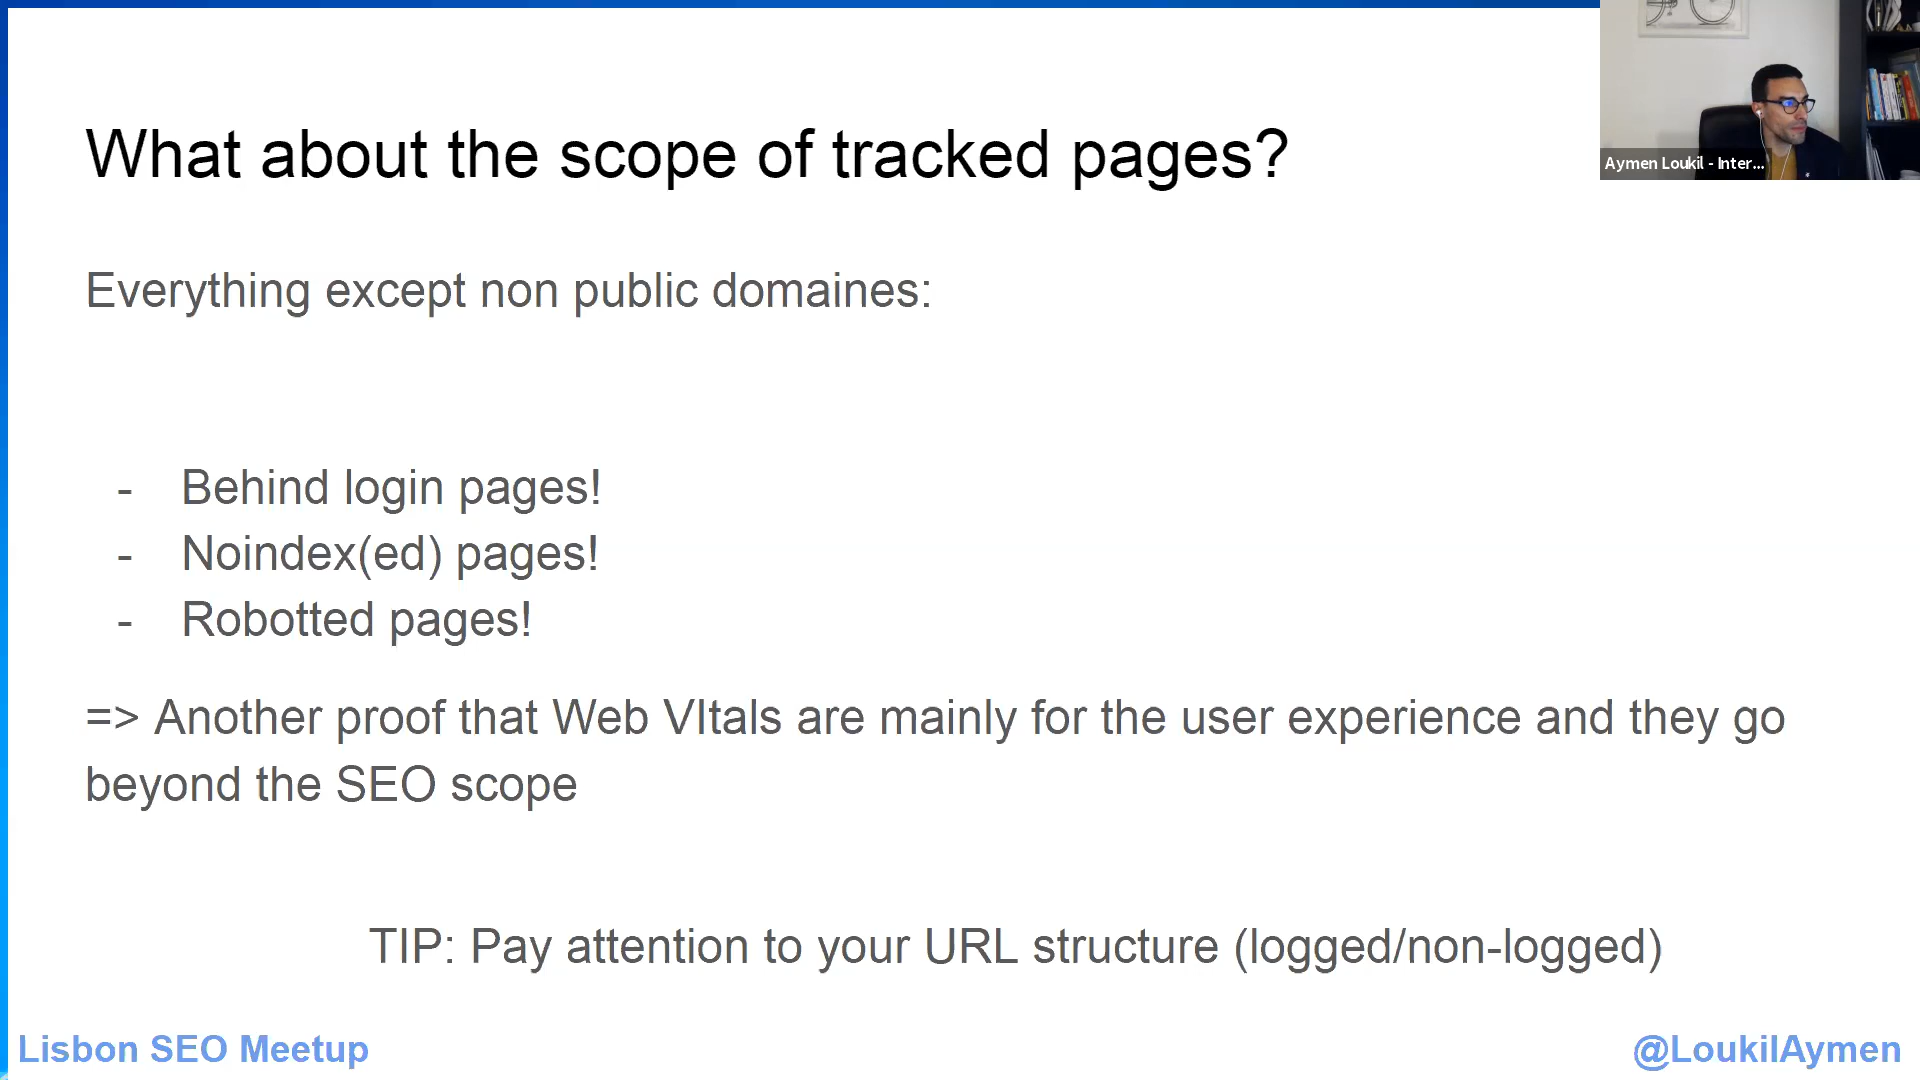 What about the scope of tracked pages?
Aymen Loukil - Inter...
Everything except non public domaines:
- Behind login pages!
- Noindex(ed) pages!
- Robotted pages!
=> Another proof that Web VItals are mainly for the user experience and they go
beyond the SEO scope
TIP: Pay attention to your URL structure (logged/non-logged)
Lisbon SEO Meetup
@LoukilAymen